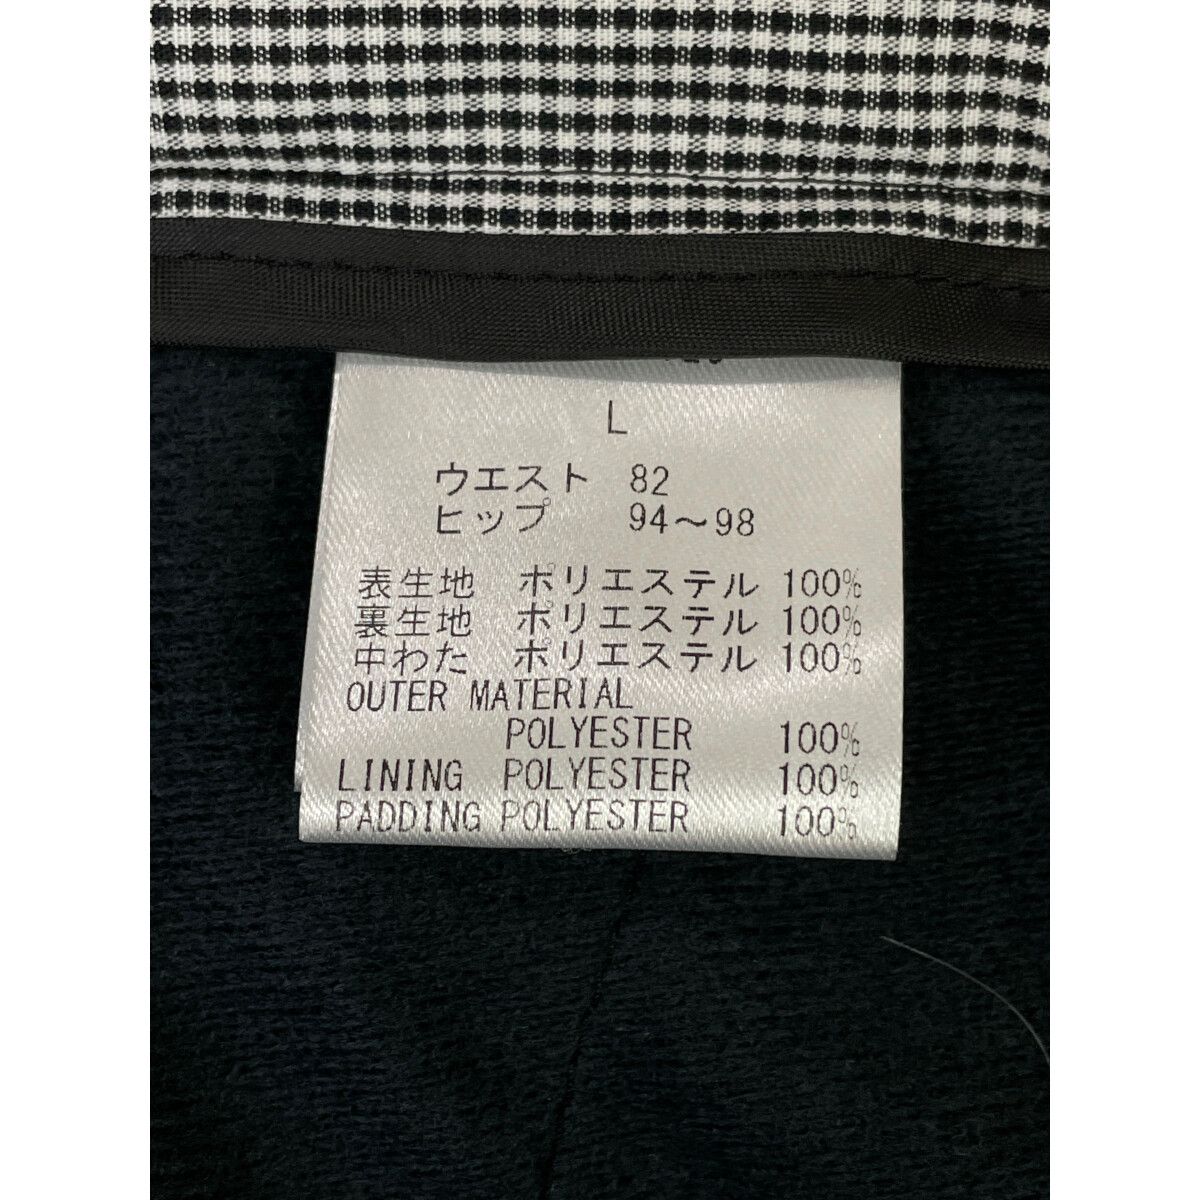 L
ウエスト 82
ヒップ 94～98
表生地 ポリエステル 100%
裏生地 ポリエステル 100%
中わた ポリエステル 100%
OUTER MATERIAL
POLYESTER 100%
LINING POLYESTER 100%
PADDING POLYESTER 100%